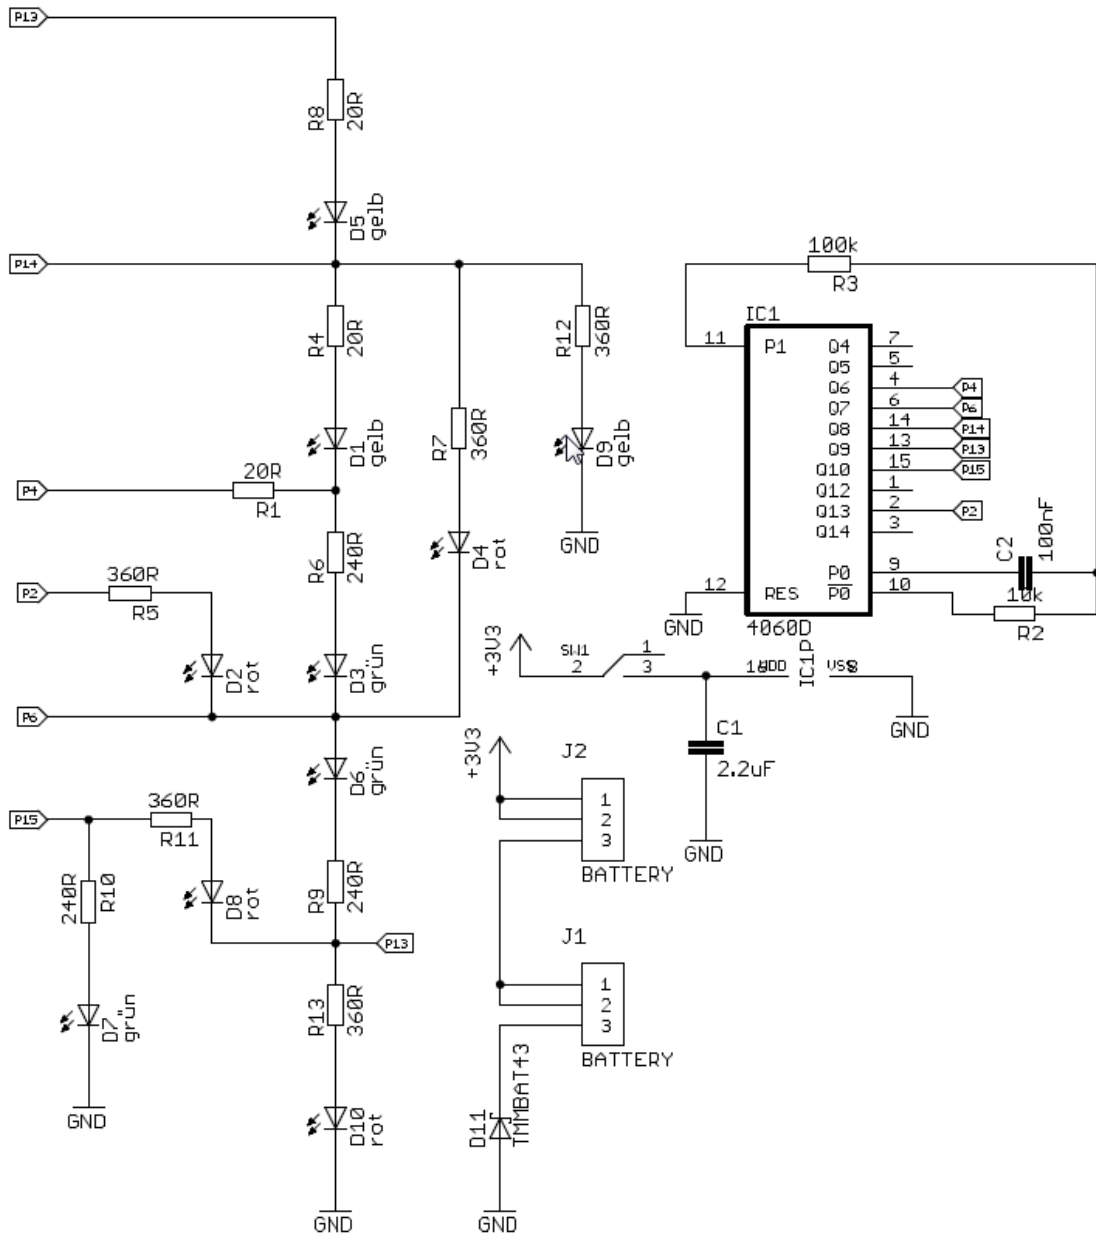 P13
R8
20R
D5
gelb
P14
R4
20R
R12
360R
D1
gelb
R7
360R
D9
gelb
GND
P4
20R
R1
R6
240R
D4
rot
P2
360R
R5
D2
rot
D3
grün
P6
D6
grün
P15
360R
R11
240R
R10
D8
rot
R9
240R
P13
D7
grün
GND
R13
360R
D10
rot
GND
100k
R3
IC1
11
P1
Q4
7
Q5
5
Q6
4
P4
Q7
6
P6
Q8
14
P14
Q9
13
P13
Q10
15
P15
Q12
1
Q13
2
P2
Q14
3
C2
100nF
P0
9
P0
10
10k
R2
12
RES
GND
4060D
+3V3
SW1
2
1
3
16
VDD
IC1P
VSS
8
GND
C1
2.2uF
GND
+3V3
J2
1
2
3
BATTERY
J1
1
2
3
BATTERY
D11
TMMBAT43
GND